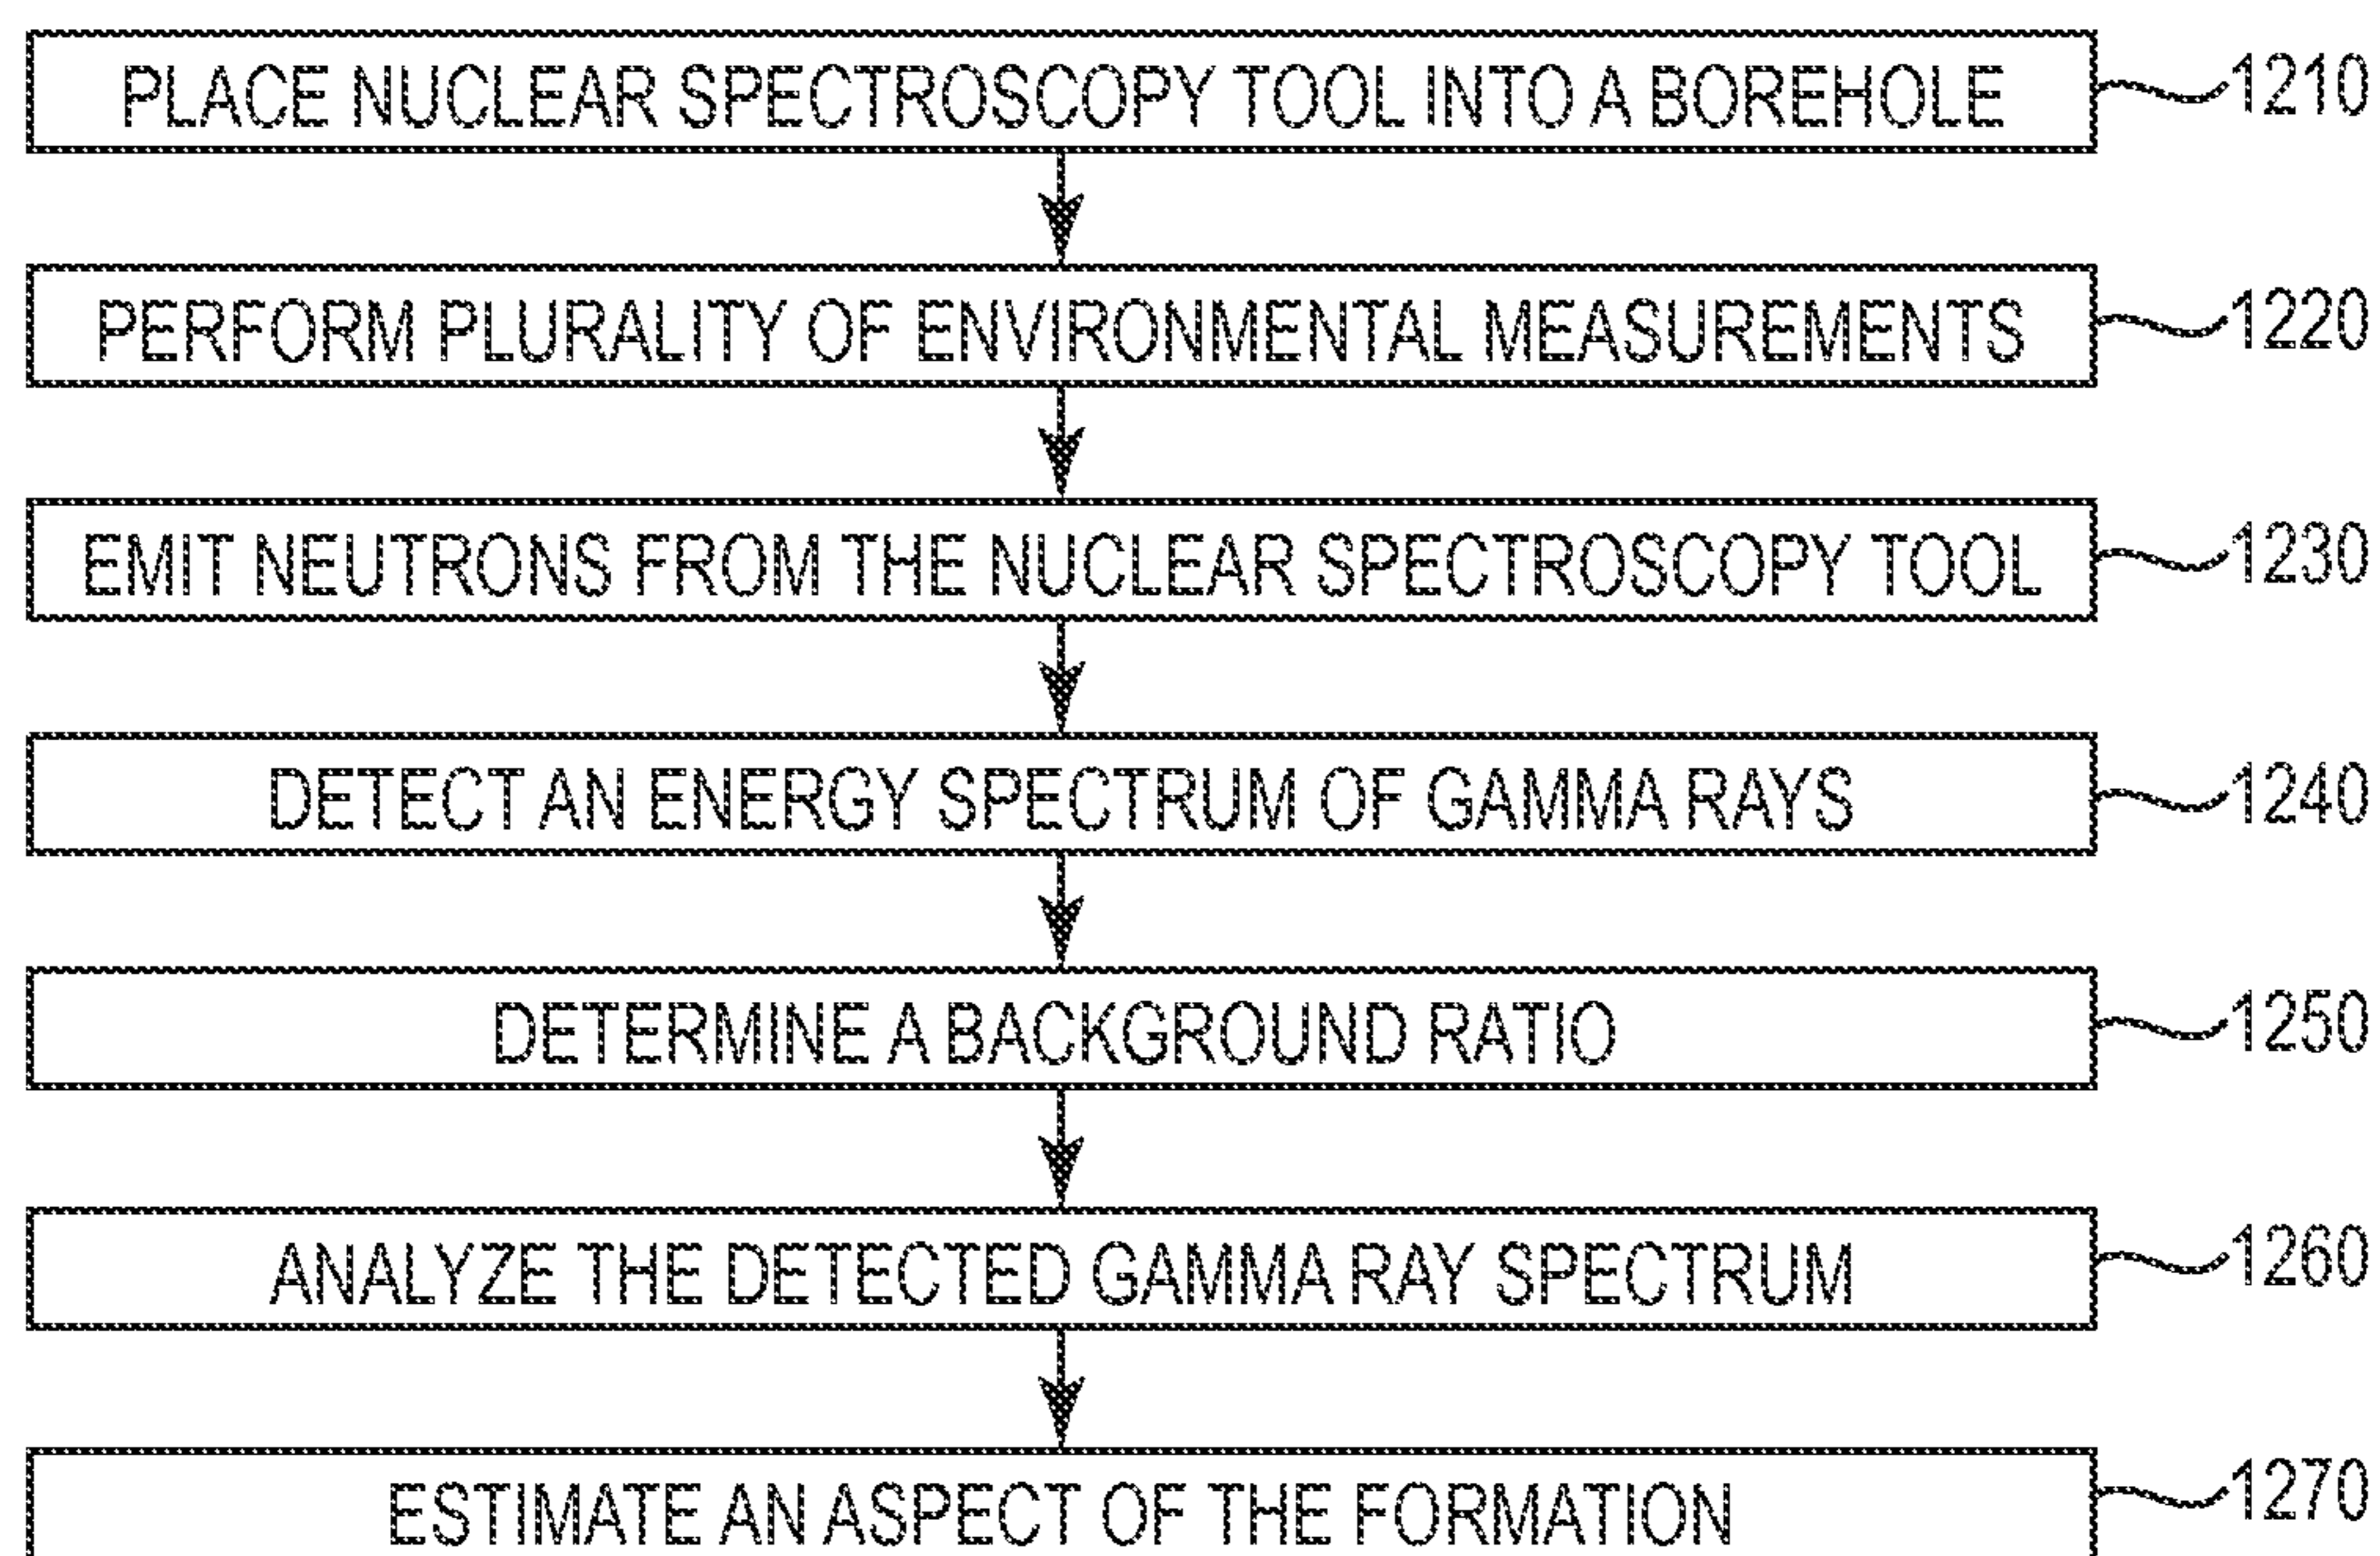 PLACE NUCLEAR SPECTROSCOPY TOOL INTO A BOREHOLE 1210
PERFORM PLURALITY OF ENVIRONMENTAL MEASUREMENTS 1220
EMIT NEUTRONS FROM THE NUCLEAR SPECTROSCOPY TOOL 1230
DETECT AN ENERGY SPECTRUM OF GAMMA RAYS 1240
DETERMINE A BACKGROUND RATIO 1250
ANALYZE THE DETECTED GAMMA RAY SPECTRUM 1260
ESTIMATE AN ASPECT OF THE FORMATION 1270